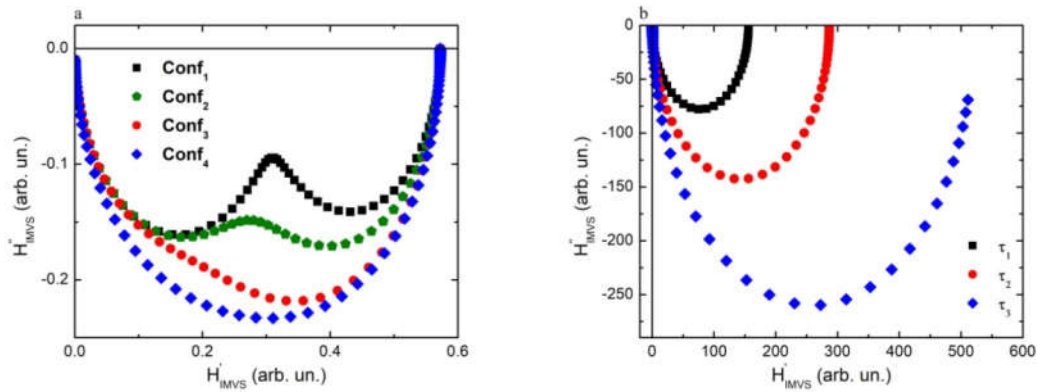 a
0.0
-0.1
-0.2
0.0
0.2
0.4
0.6
H''IMVS (arb. un.)
H'IMVS (arb. un.)
Conf1
Conf2
Conf3
Conf4
b
0
-50
-100
-150
-200
-250
0
100
200
300
400
500
600
H''IMVS (arb. un.)
H'IMVS (arb. un.)
τ1
τ2
τ3